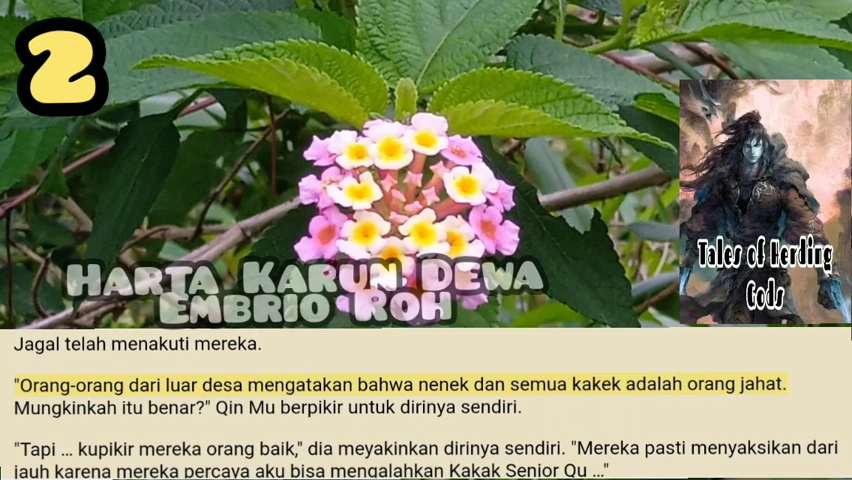 2
Harta Karun Dewa
Embrio Roh
Tales of Herding
Gods
Jagal telah menakuti mereka.
"Orang-orang dari luar desa mengatakan bahwa nenek dan semua kakek adalah orang jahat.
Mungkinkah itu benar?" Qin Mu berpikir untuk dirinya sendiri.
"Tapi ... kupikir mereka orang baik," dia meyakinkan dirinya sendiri. "Mereka pasti menyaksikan dari
jauh karena mereka percaya aku bisa mengalahkan Kakak Senior Qu ..."